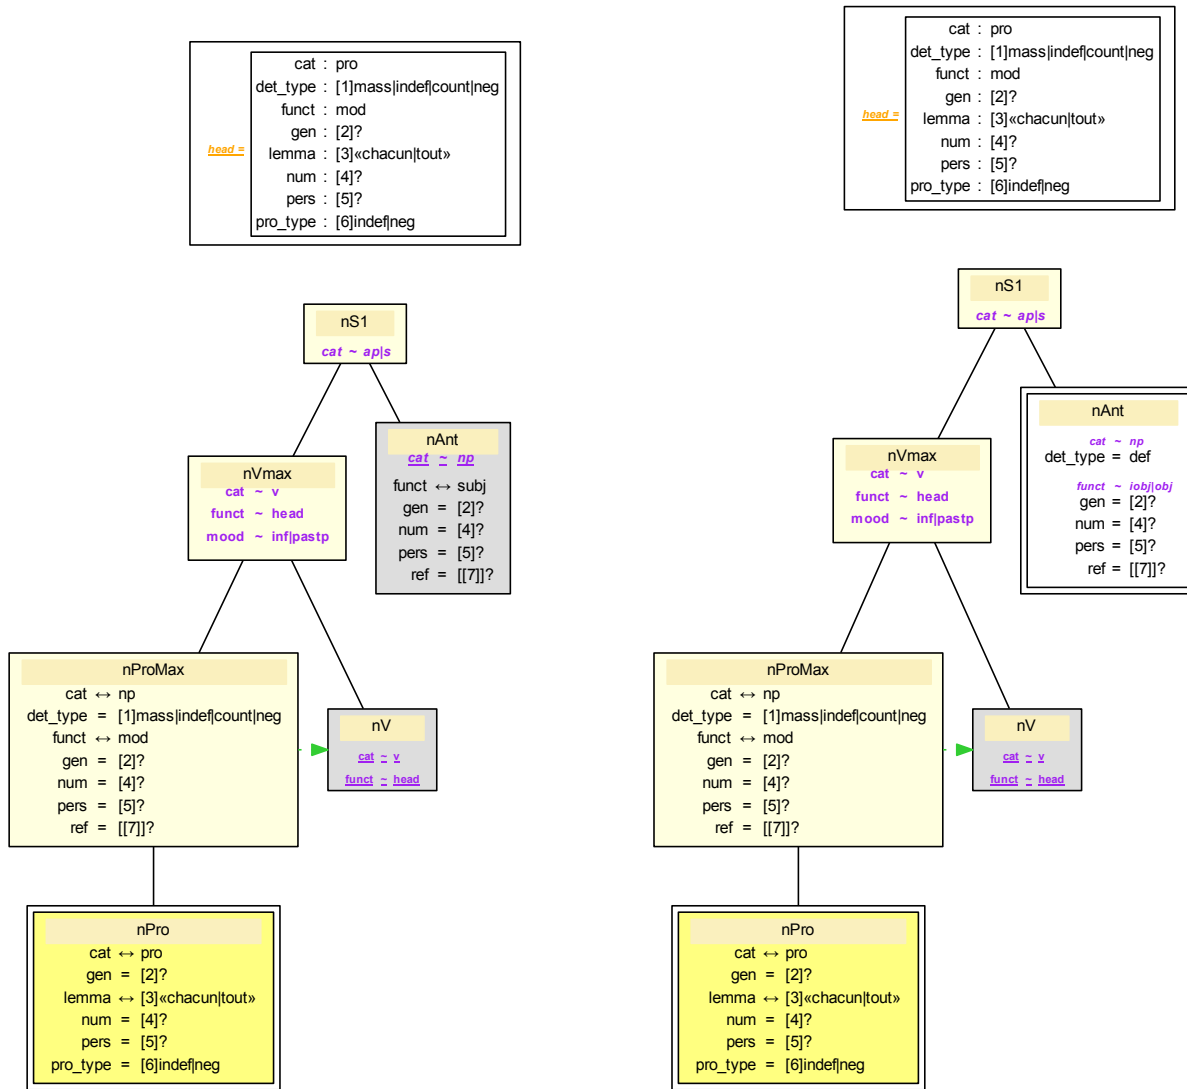 cat : pro
det_type : [1]mass|indef|count|neg
funct : mod
gen : [2]?
head =
lemma : [3]«chacun|tout»
num : [4]?
pers : [5]?
pro_type : [6]indef|neg
nS1
cat ~ ap|s
nAnt
cat ~ np
funct ↔ subj
gen = [2]?
num = [4]?
pers = [5]?
ref = [[7]]?
nVmax
cat ~ v
funct ~ head
mood ~ inf|pastp
nProMax
cat ↔ np
det_type = [1]mass|indef|count|neg
funct ↔ mod
gen = [2]?
num = [4]?
pers = [5]?
ref = [[7]]?
nV
cat ~ v
funct ~ head
nPro
cat ↔ pro
gen = [2]?
lemma ↔ [3]«chacun|tout»
num = [4]?
pers = [5]?
pro_type = [6]indef|neg
cat : pro
det_type : [1]mass|indef|count|neg
funct : mod
gen : [2]?
head =
lemma : [3]«chacun|tout»
num : [4]?
pers : [5]?
pro_type : [6]indef|neg
nS1
cat ~ ap|s
nAnt
cat ~ np
det_type = def
funct ~ iobj|obj
gen = [2]?
num = [4]?
pers = [5]?
ref = [[7]]?
nVmax
cat ~ v
funct ~ head
mood ~ inf|pastp
nProMax
cat ↔ np
det_type = [1]mass|indef|count|neg
funct ↔ mod
gen = [2]?
num = [4]?
pers = [5]?
ref = [[7]]?
nV
cat ~ v
funct ~ head
nPro
cat ↔ pro
gen = [2]?
lemma ↔ [3]«chacun|tout»
num = [4]?
pers = [5]?
pro_type = [6]indef|neg